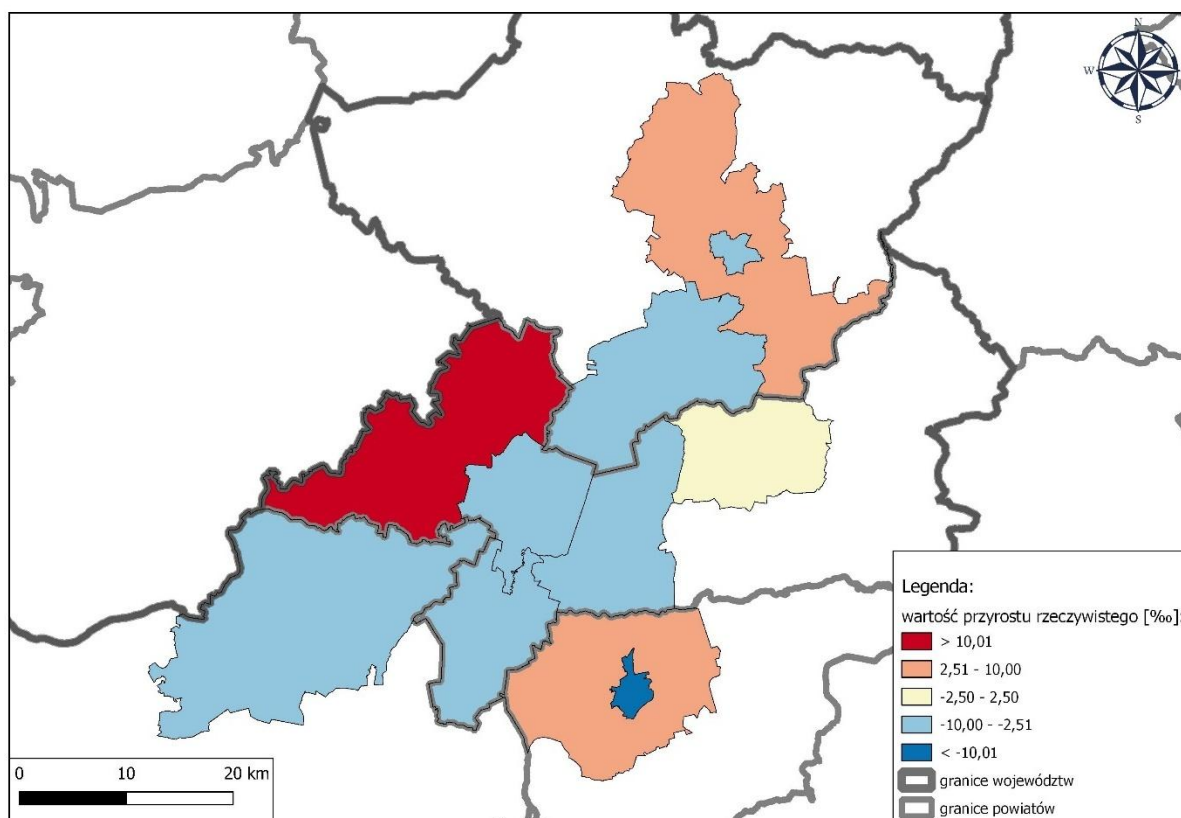 N
W
S
Legenda:
wartość przyrostu rzeczywistego [‰]:
> 10,01
2,51 - 10,00
-2,50 - 2,50
-10,00 - -2,51
< -10,01
granice województw
granice powiatów
0 10 20 km